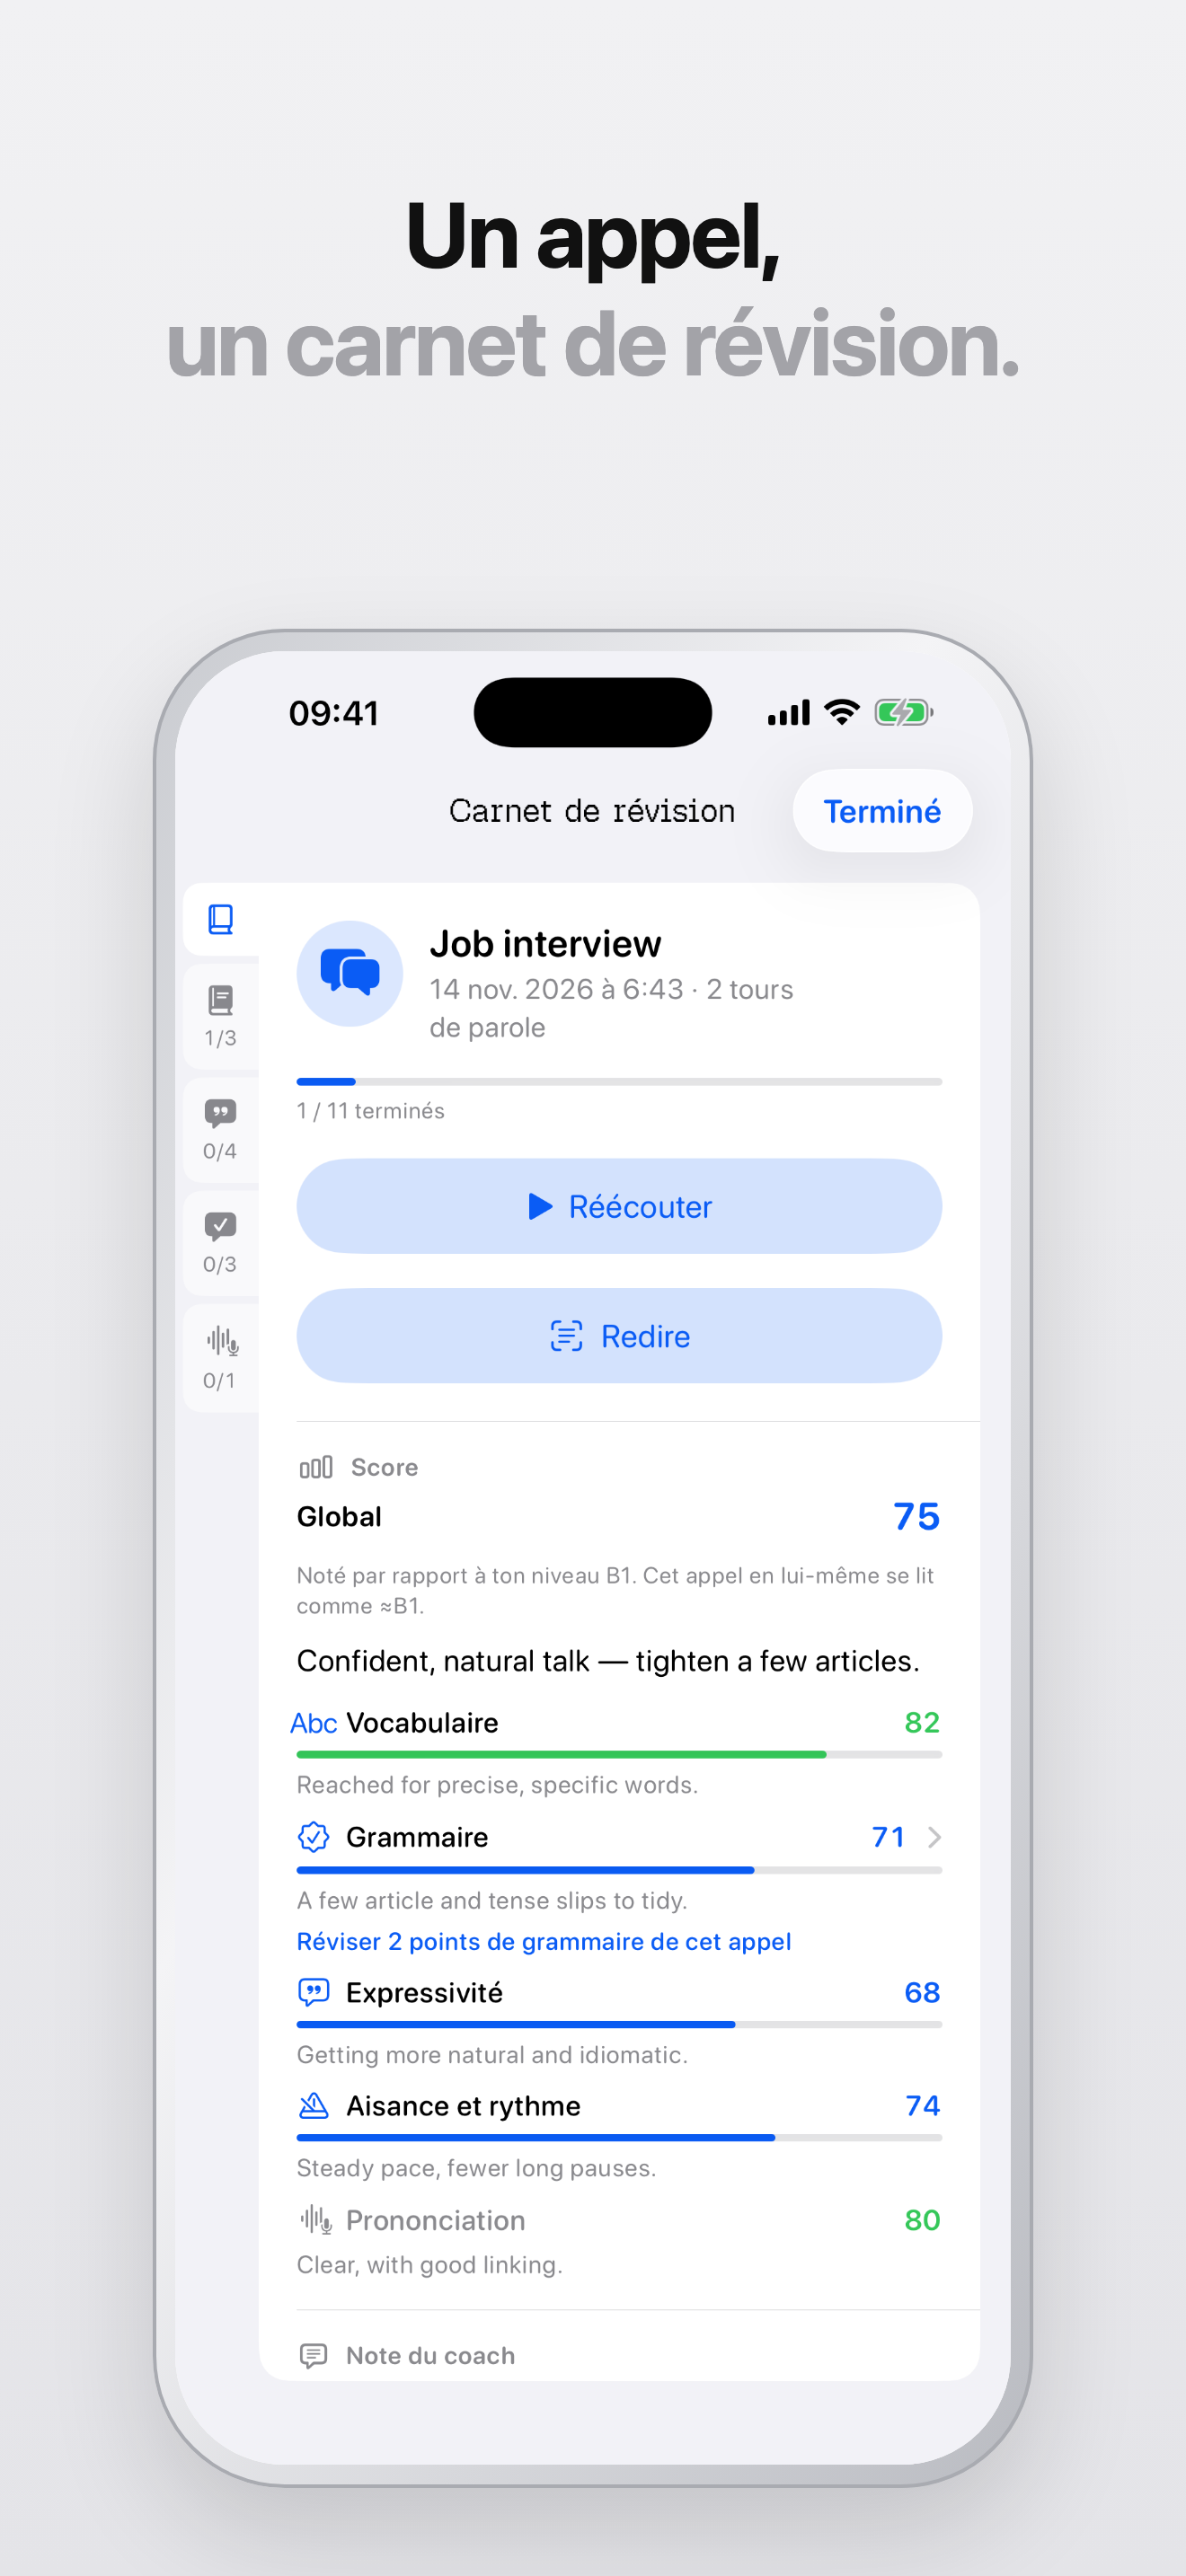 Un appel,
un carnet de révision.
09:41
Carnet de révision
Terminé
Job interview
14 nov. 2026 à 6:43 · 2 tours
de parole
1/3
0/4
0/3
0/1
1 / 11 terminés
Réécouter
Redire
Score
Global
75
Noté par rapport à ton niveau B1. Cet appel en lui-même se lit
comme ≈B1.
Confident, natural talk — tighten a few articles.
Abc Vocabulaire
82
Reached for precise, specific words.
Grammaire
71
A few article and tense slips to tidy.
Réviser 2 points de grammaire de cet appel
Expressivité
68
Getting more natural and idiomatic.
Aisance et rythme
74
Steady pace, fewer long pauses.
Prononciation
80
Clear, with good linking.
Note du coach